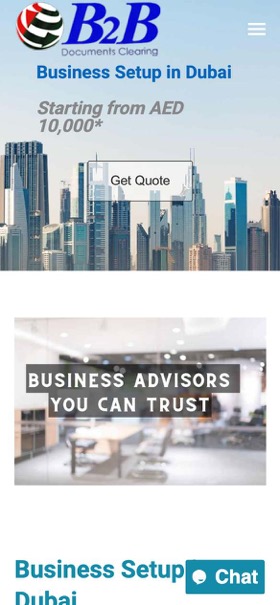 B2B
Documents Clearing
Business Setup in Dubai
Starting from AED
10,000*
Get Quote
BUSINESS ADVISORS
YOU CAN TRUST
Business Setup
Chat
Dubai